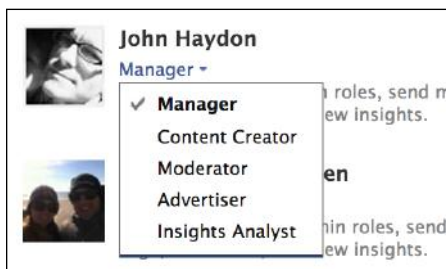 John Haydon
Manager
✓ Manager
roles, send
ew insights.
Content Creator
Moderator
en
Advertiser
Insights Analyst
in roles, send
ew insights.